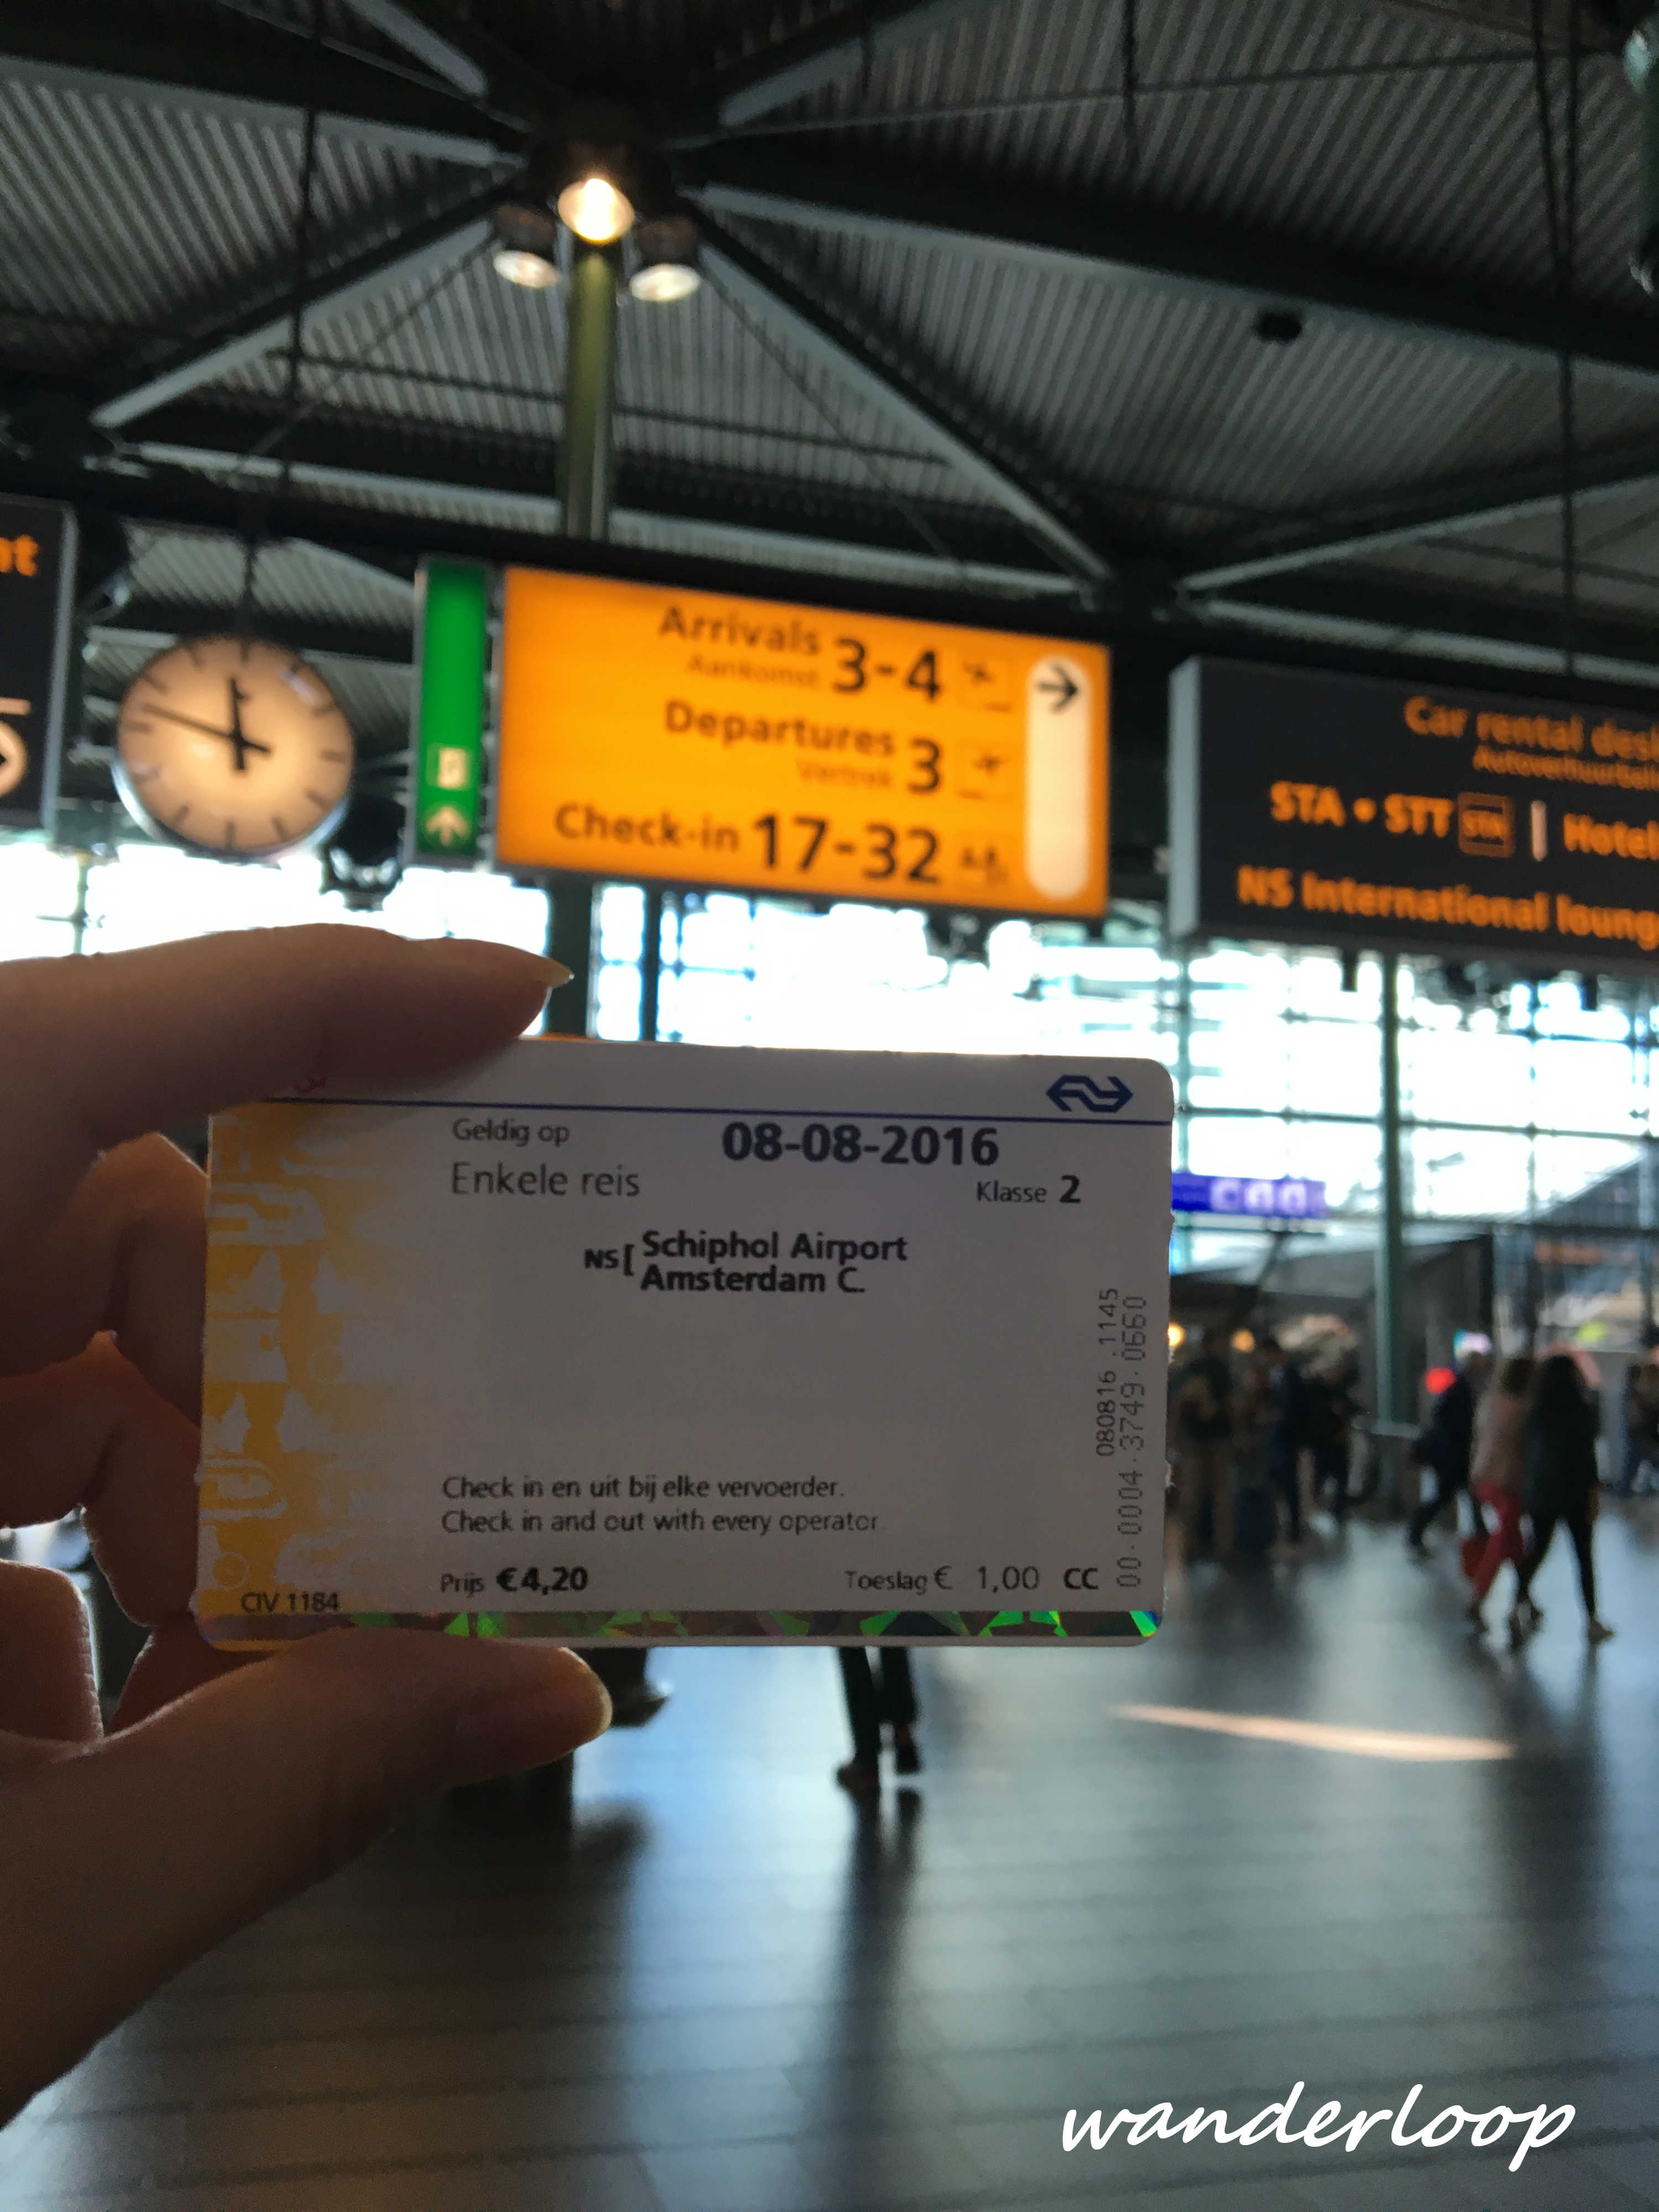 nt
Arrivals 3-4
Aankomst
Departures 3
Vertrek
Check-in 17-32
Car rental
STA • STT
Hotel
NS International
Geldig op 08-08-2016
Enkele reis
Klasse 2
NS[ Schiphol Airport
Amsterdam C.
080816 .1145
00.0004.3749.0660
Check in en uit bij elke vervoerder.
Check in and out with every operator.
Prijs €4,20 Toeslag € 1,00 CC
CIV 1184
wanderloop